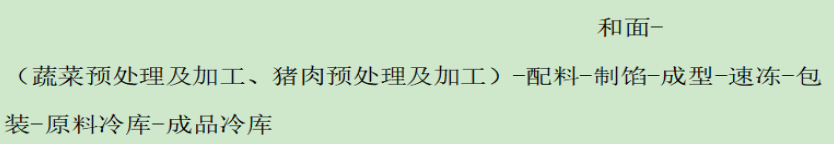 和面-
（蔬菜预处理及加工、猪肉预处理及加工）-配料-制馅-成型-速冻-包
装-原料冷库-成品冷库